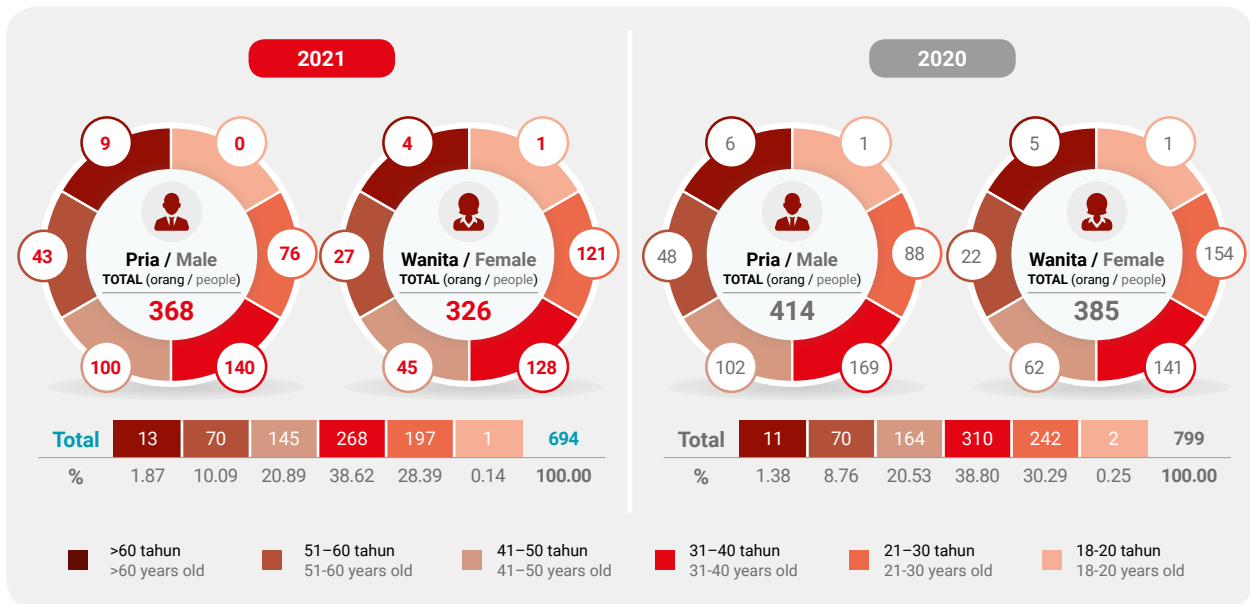 2021
9
0
43
76
100
140
Pria / Male
TOTAL (orang / people)
368
4
1
27
121
45
128
Wanita / Female
TOTAL (orang / people)
326
Total 13 70 145 268 197 1 694
% 1.87 10.09 20.89 38.62 28.39 0.14 100.00
2020
6
1
48
88
102
169
Pria / Male
TOTAL (orang / people)
414
5
1
22
154
62
141
Wanita / Female
TOTAL (orang / people)
385
Total 11 70 164 310 242 2 799
% 1.38 8.76 20.53 38.80 30.29 0.25 100.00
>60 tahun
>60 years old
51–60 tahun
51-60 years old
41–50 tahun
41–50 years old
31–40 tahun
31-40 years old
21–30 tahun
21-30 years old
18-20 tahun
18-20 years old